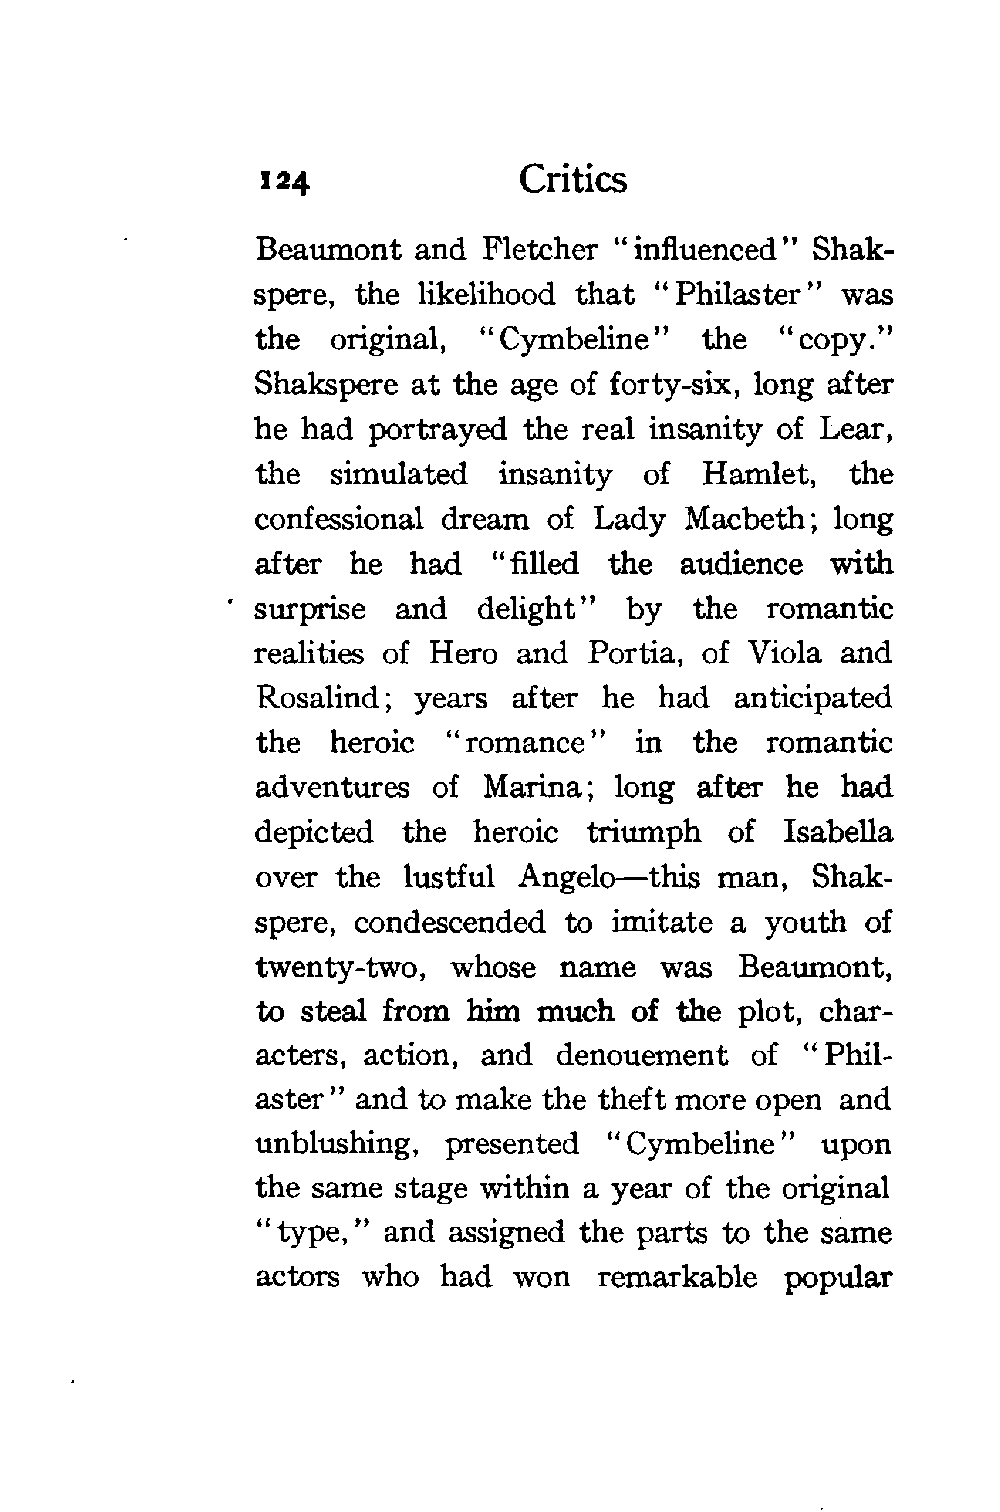 124 Critics
Beaumont and Fletcher "influenced" Shak-
spere, the likelihood that "Philaster" was
the original, "Cymbeline" the "copy."
Shakspere at the age of forty-six, long after
he had portrayed the real insanity of Lear,
the simulated insanity of Hamlet, the
confessional dream of Lady Macbeth; long
after he had "filled the audience with
surprise and delight" by the romantic
realities of Hero and Portia, of Viola and
Rosalind; years after he had anticipated
the heroic "romance" in the romantic
adventures of Marina; long after he had
depicted the heroic triumph of Isabella
over the lustful Angelo—this man, Shak-
spere, condescended to imitate a youth of
twenty-two, whose name was Beaumont,
to steal from him much of the plot, char-
acters, action, and denouement of "Phil-
aster" and to make the theft more open and
unblushing, presented "Cymbeline" upon
the same stage within a year of the original
"type," and assigned the parts to the same
actors who had won remarkable popular